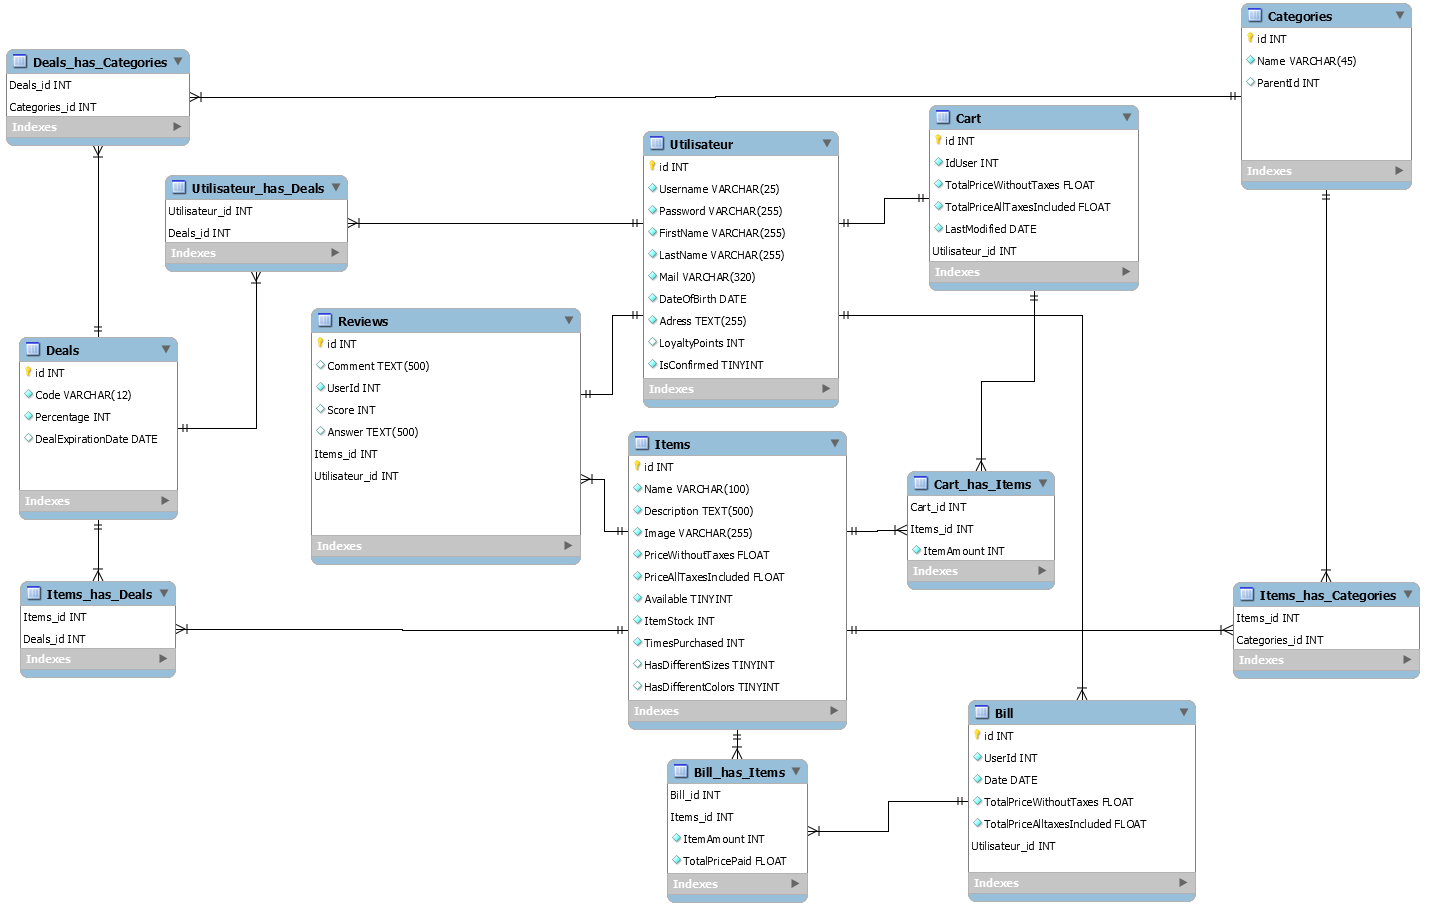 Categories
id INT
Name VARCHAR(45)
ParentId INT
Indexes
Deals_has_Categories
Deals_id INT
Categories_id INT
Indexes
Cart
id INT
IdUser INT
TotalPriceWithoutTaxes FLOAT
TotalPriceAllTaxesIncluded FLOAT
LastModified DATE
Utilisateur_id INT
Indexes
Utilisateur
id INT
Username VARCHAR(25)
Password VARCHAR(255)
FirstName VARCHAR(255)
LastName VARCHAR(255)
Mail VARCHAR(320)
DateOfBirth DATE
Adress TEXT(255)
LoyaltyPoints INT
IsConfirmed TINYINT
Indexes
Utilisateur_has_Deals
Utilisateur_id INT
Deals_id INT
Indexes
Reviews
id INT
Comment TEXT(500)
UserId INT
Score INT
Answer TEXT(500)
Items_id INT
Utilisateur_id INT
Indexes
Deals
id INT
Code VARCHAR(12)
Percentage INT
DealExpirationDate DATE
Indexes
Items
id INT
Name VARCHAR(100)
Description TEXT(500)
Image VARCHAR(255)
PriceWithoutTaxes FLOAT
PriceAllTaxesIncluded FLOAT
Available TINYINT
ItemStock INT
TimesPurchased INT
HasDifferentSizes TINYINT
HasDifferentColors TINYINT
Indexes
Cart_has_Items
Cart_id INT
Items_id INT
ItemAmount INT
Indexes
Items_has_Deals
Items_id INT
Deals_id INT
Indexes
Items_has_Categories
Items_id INT
Categories_id INT
Indexes
Bill
id INT
UserId INT
Date DATE
TotalPriceWithoutTaxes FLOAT
TotalPriceAlltaxesIncluded FLOAT
Utilisateur_id INT
Indexes
Bill_has_Items
Bill_id INT
Items_id INT
ItemAmount INT
TotalPricePaid FLOAT
Indexes